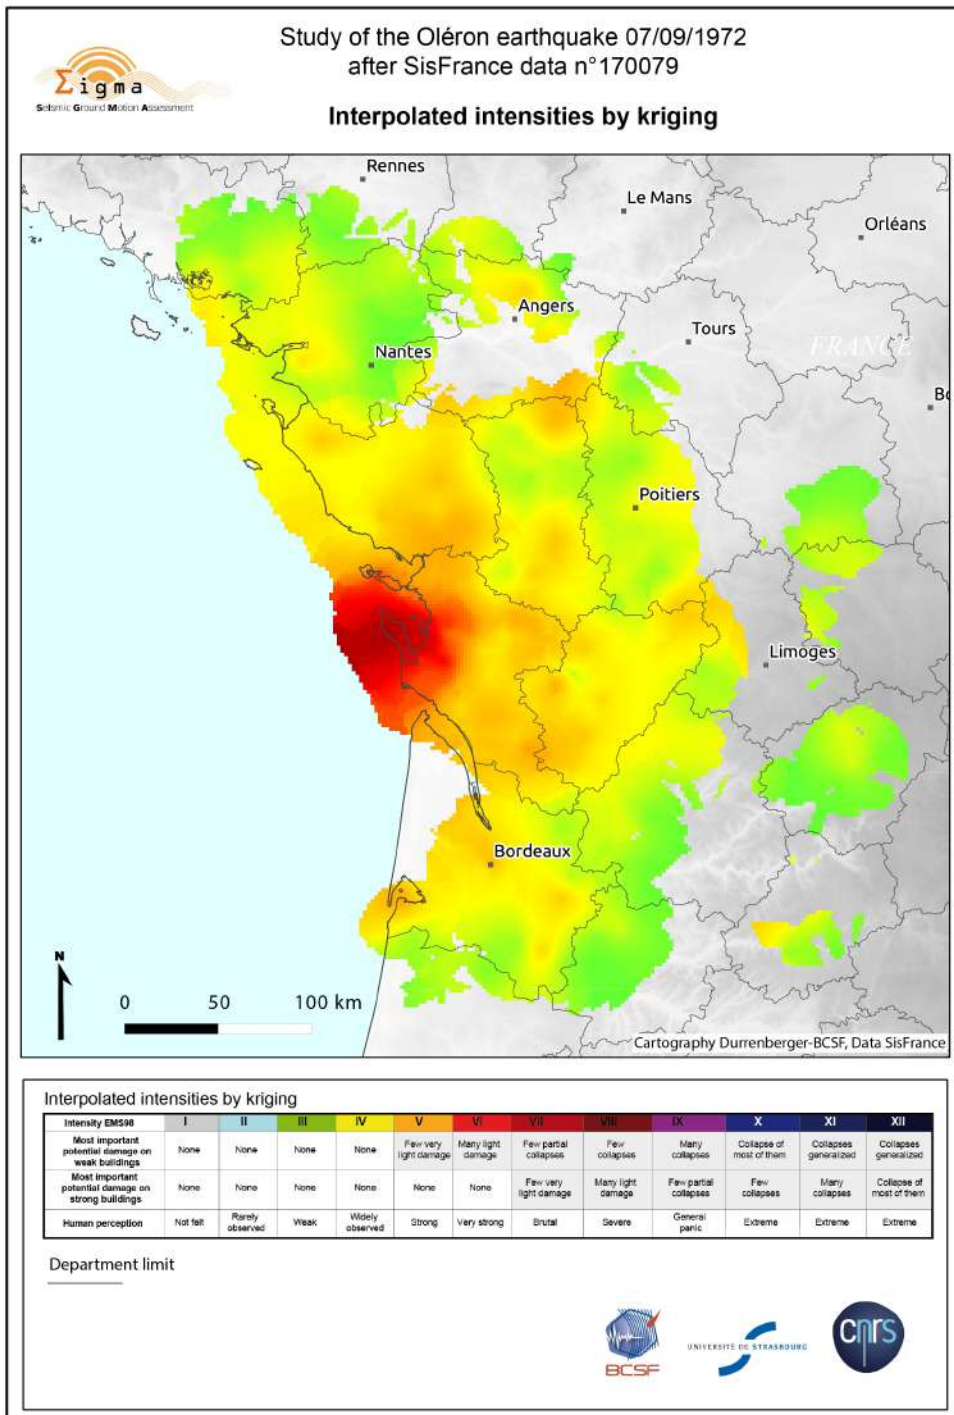 Study of the Oléron earthquake 07/09/1972
after SisFrance data n°170079
Σigma
Seismic Ground Motion Assessment
Interpolated intensities by kriging
Rennes
Le Mans
Orléans
Angers
Tours
FRANCE
Nantes
Bo
Poitiers
Limoges
Bordeaux
N
0 50 100 km
Cartography Durrenberger-BCSF, Data SisFrance
Interpolated intensities by kriging
Intensity EMS98 I II III IV V VI VII VIII IX X XI XII
Most important potential damage on weak buildings None None None None Few very light damage Many light damage Few partial collapses Few collapses Many collapses Collapse of most of them Collapses generalized Collapses generalized
Most important potential damage on strong buildings None None None None None None Few very light damage Many light damage Few partial collapses Few collapses Many collapses Collapse of most of them
Human perception Not felt Rarely observed Weak Widely observed Strong Very strong Brutal Severe General panic Extreme Extreme Extreme
Department limit
BCSF
UNIVERSITÉ DE STRASBOURG
cnrs